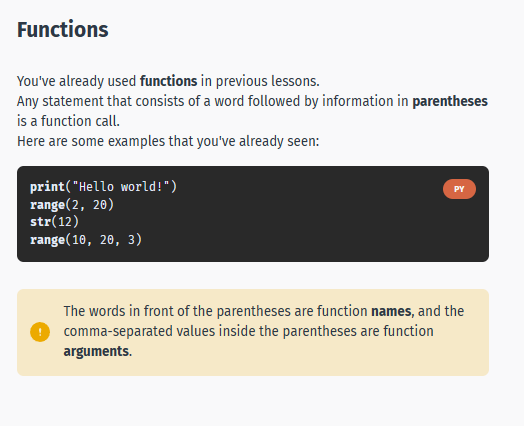 Functions
You've already used functions in previous lessons.
Any statement that consists of a word followed by information in parentheses
is a function call.
Here are some examples that you've already seen:
print("Hello world!")
PY
range(2, 20)
str(12)
range(10, 20, 3)
The words in front of the parentheses are function names, and the
! comma-separated values inside the parentheses are function
arguments.